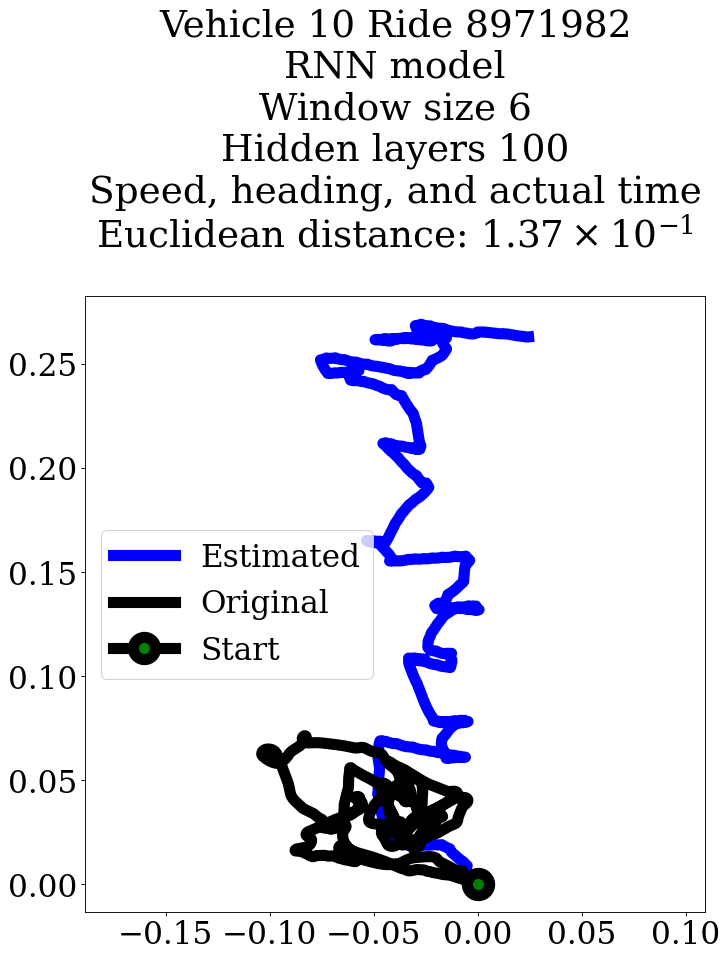 Vehicle 10 Ride 8971982
RNN model
Window size 6
Hidden layers 100
Speed, heading, and actual time
Euclidean distance: 1.37 × 10⁻¹
0.25
0.20
0.15
0.10
0.05
0.00
Estimated
Original
Start
−0.15 −0.10 −0.05 0.00 0.05 0.10